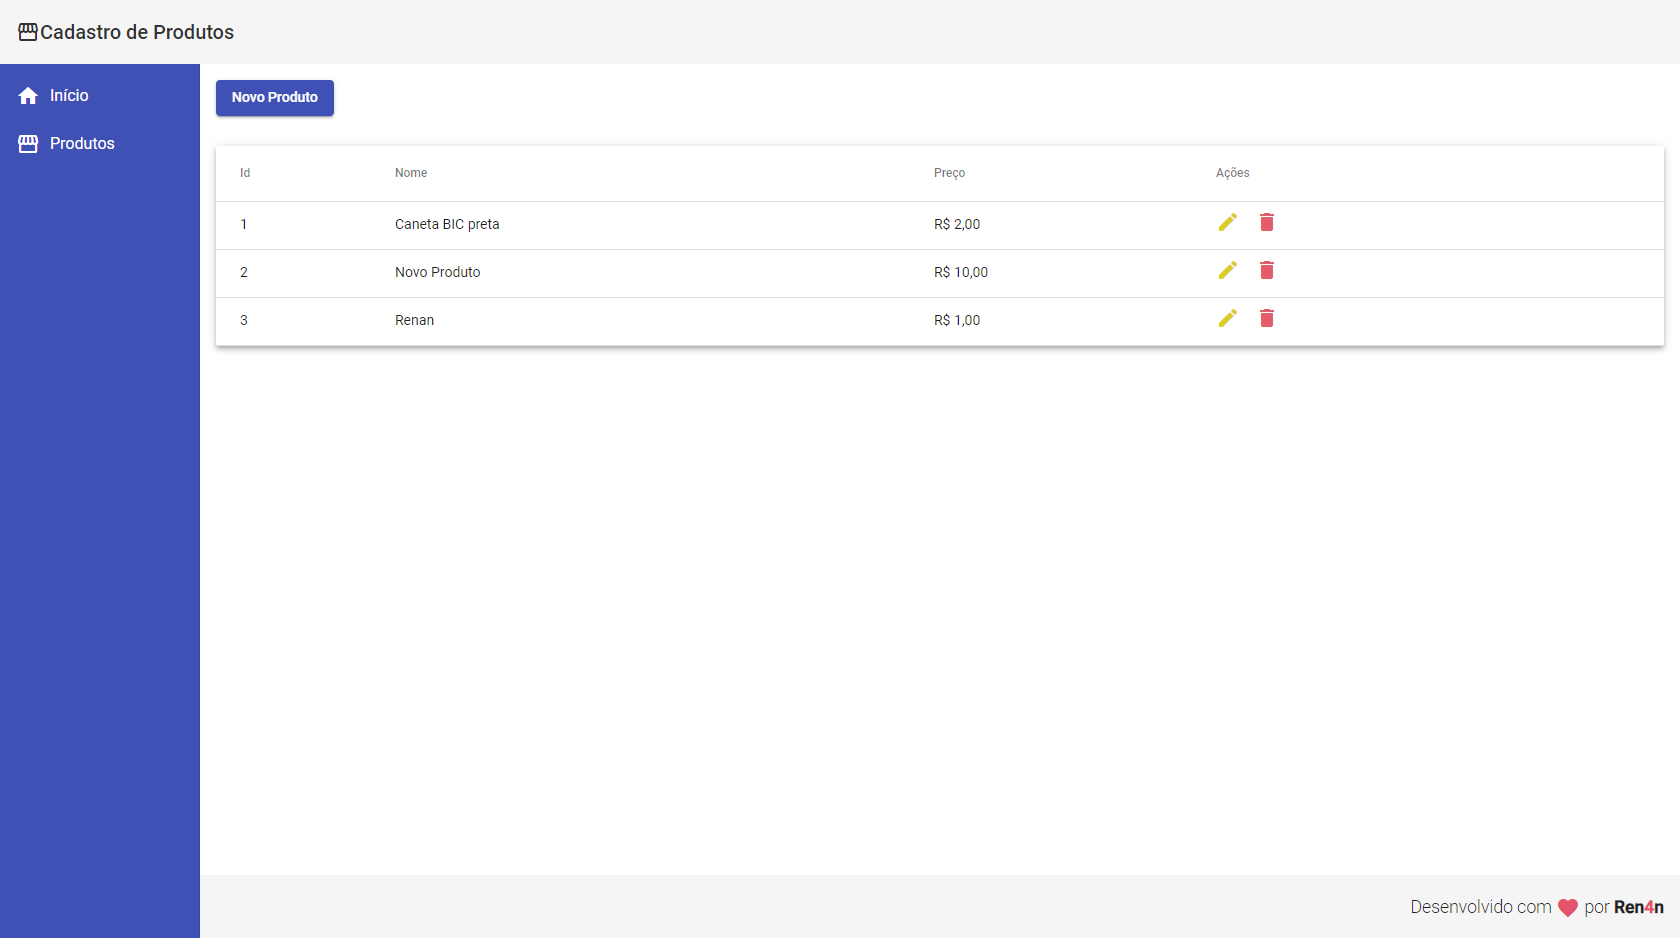 Cadastro de Produtos
Início
Produtos
Novo Produto
Id Nome Preço Ações
1 Caneta BIC preta R$ 2,00
2 Novo Produto R$ 10,00
3 Renan R$ 1,00
Desenvolvido com por Ren4n